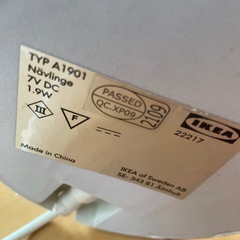 TYP A1901
Nävlinge
7V DC
1.9W
PASSED
QC.XP09
2109
III
F
IKEA
22217
Made in China
IKEA of Sweden AB
SE- 343 81 Älmhult